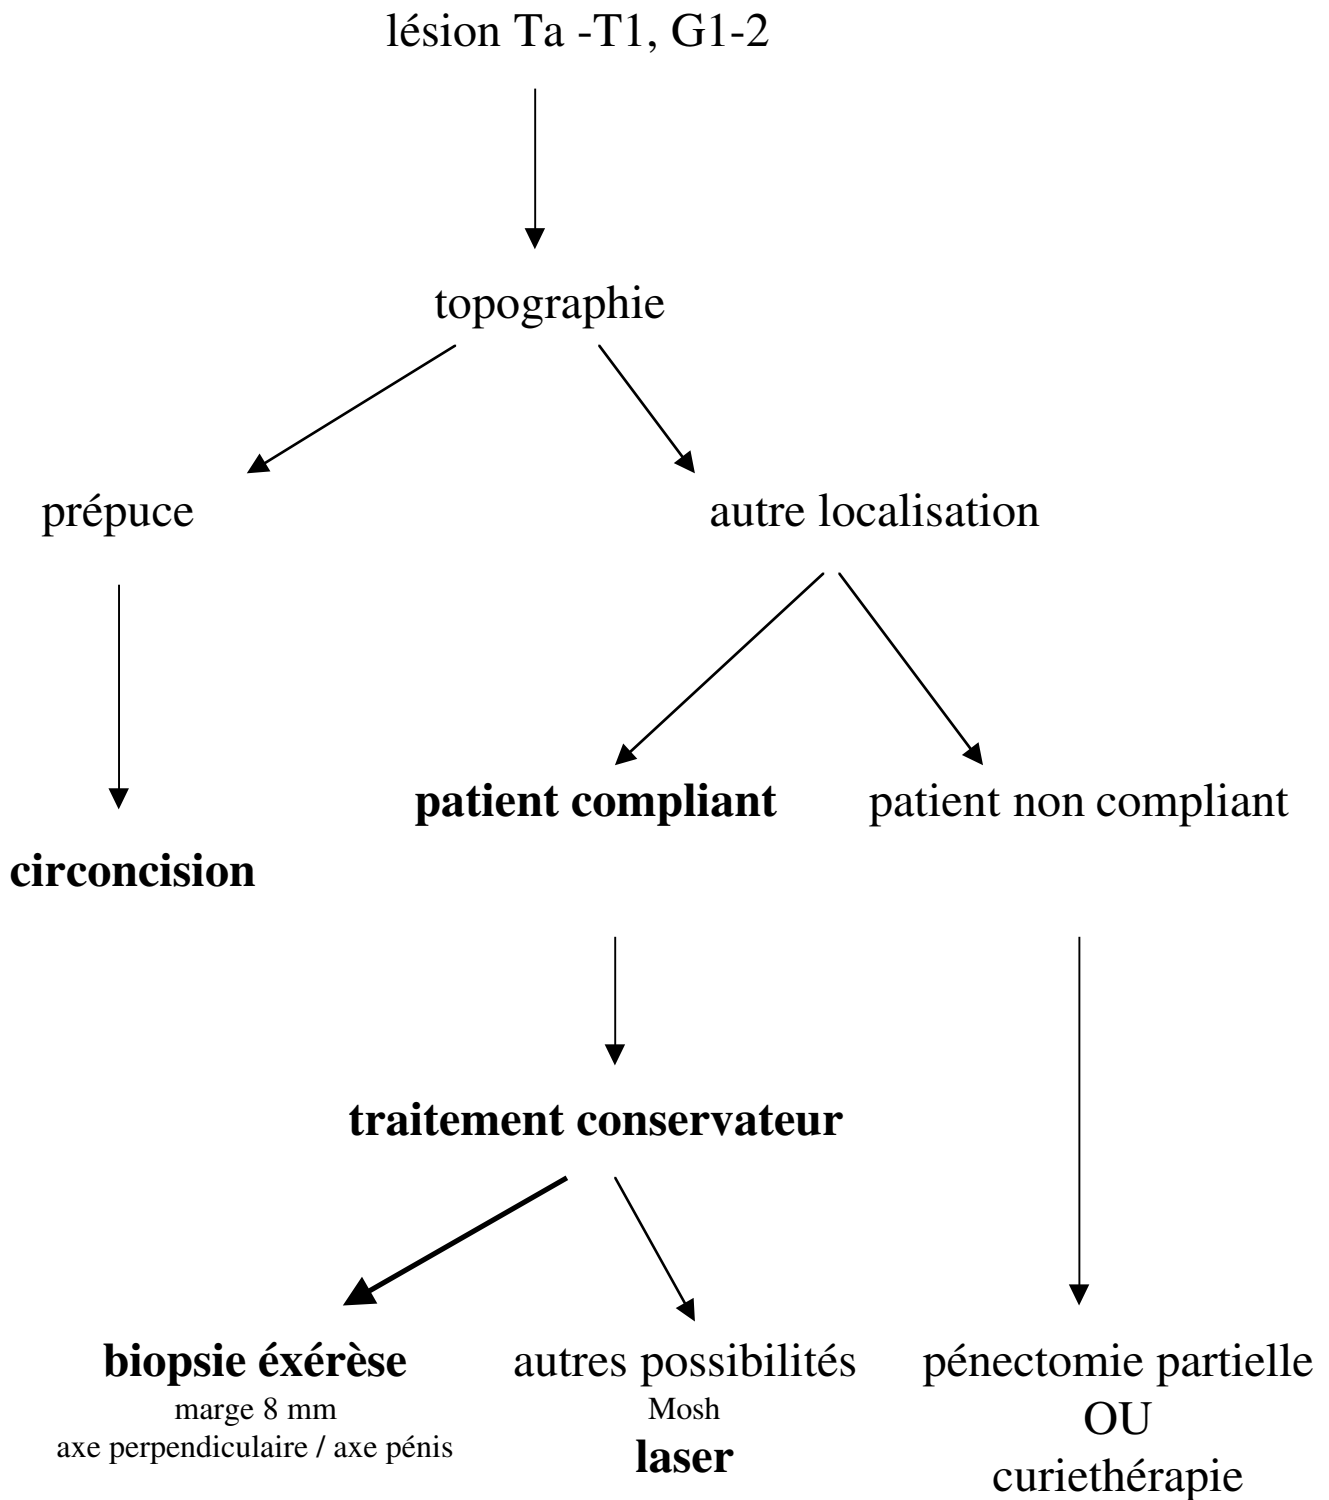 lésion Ta -T1, G1-2
topographie
prépuce
autre localisation
patient compliant
patient non compliant
circoncision
traitement conservateur
biopsie éxérèse
marge 8 mm
axe perpendiculaire / axe pénis
autres possibilités
Mosh
laser
pénectomie partielle
OU
curiethérapie